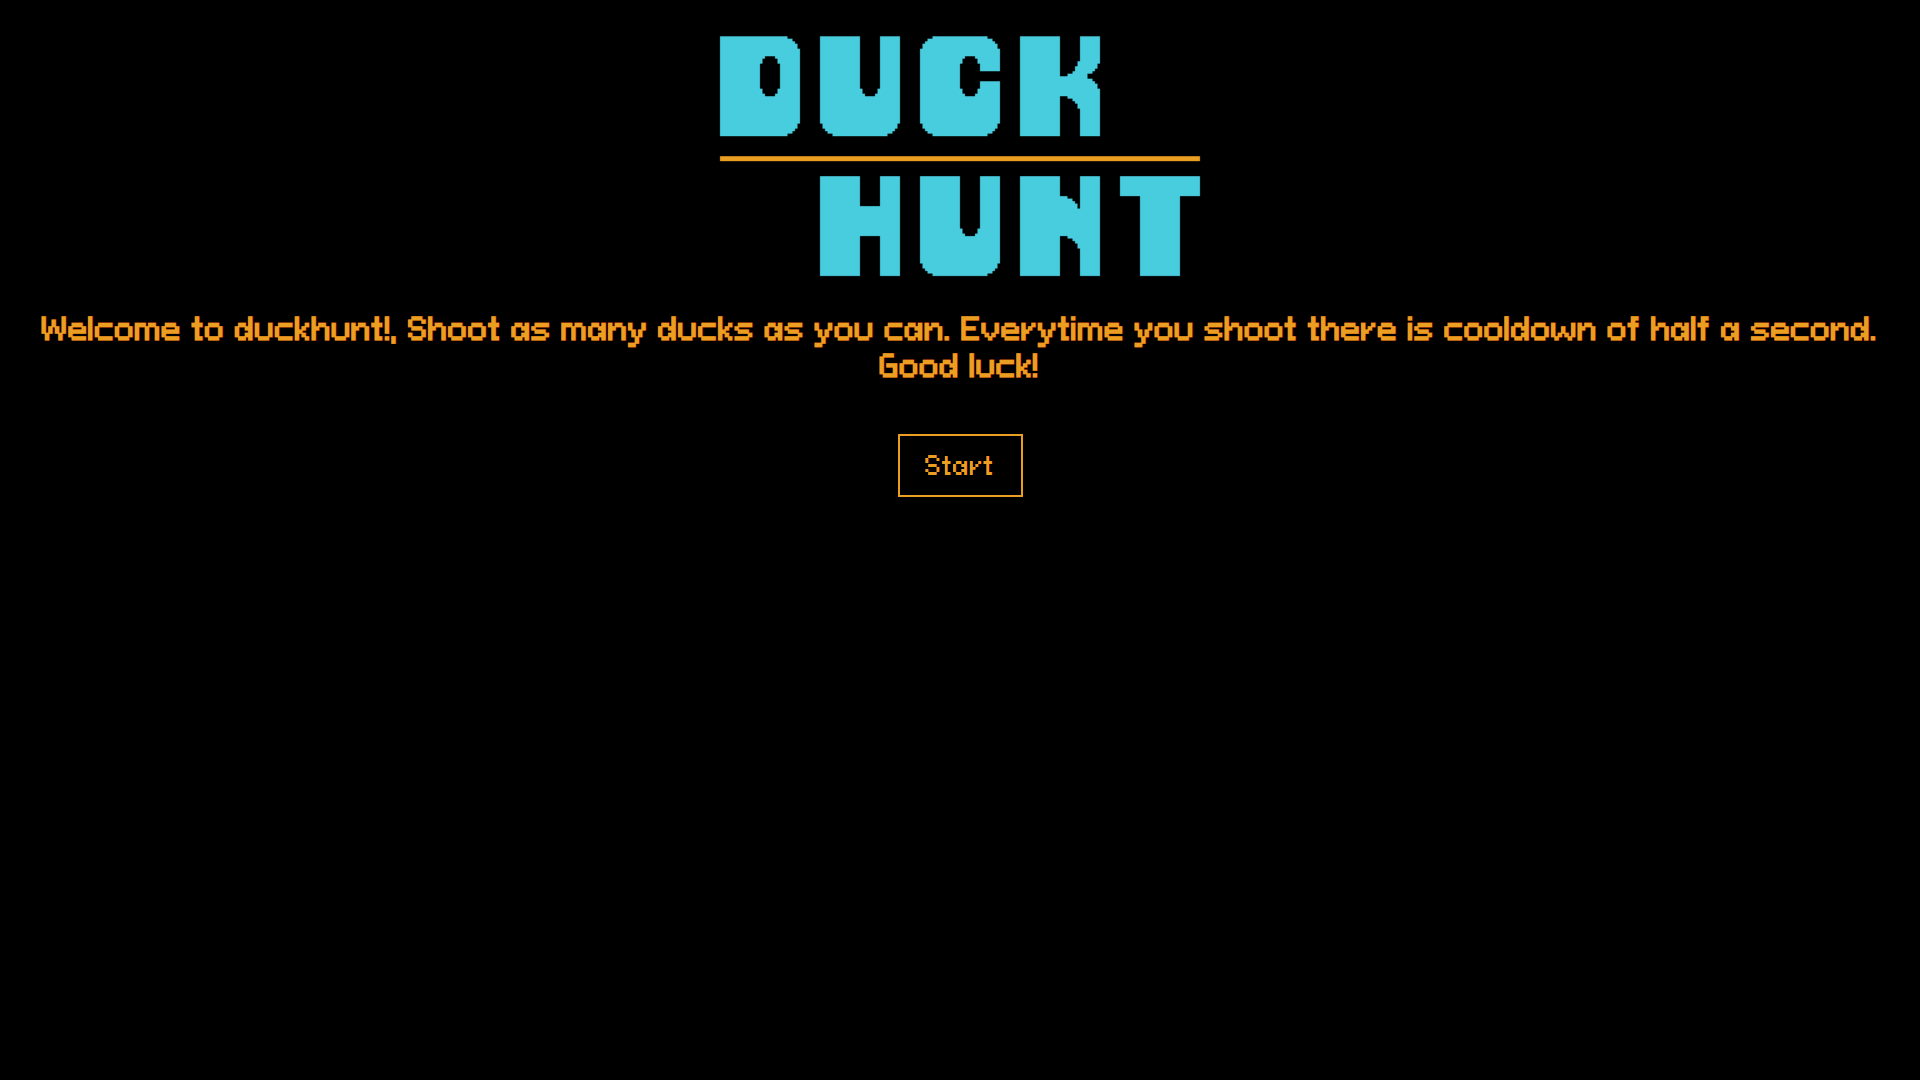 DUCK
HUNT
Welcome to duckhunt!, Shoot as many ducks as you can. Everytime you shoot there is cooldown of half a second.
Good luck!
Start